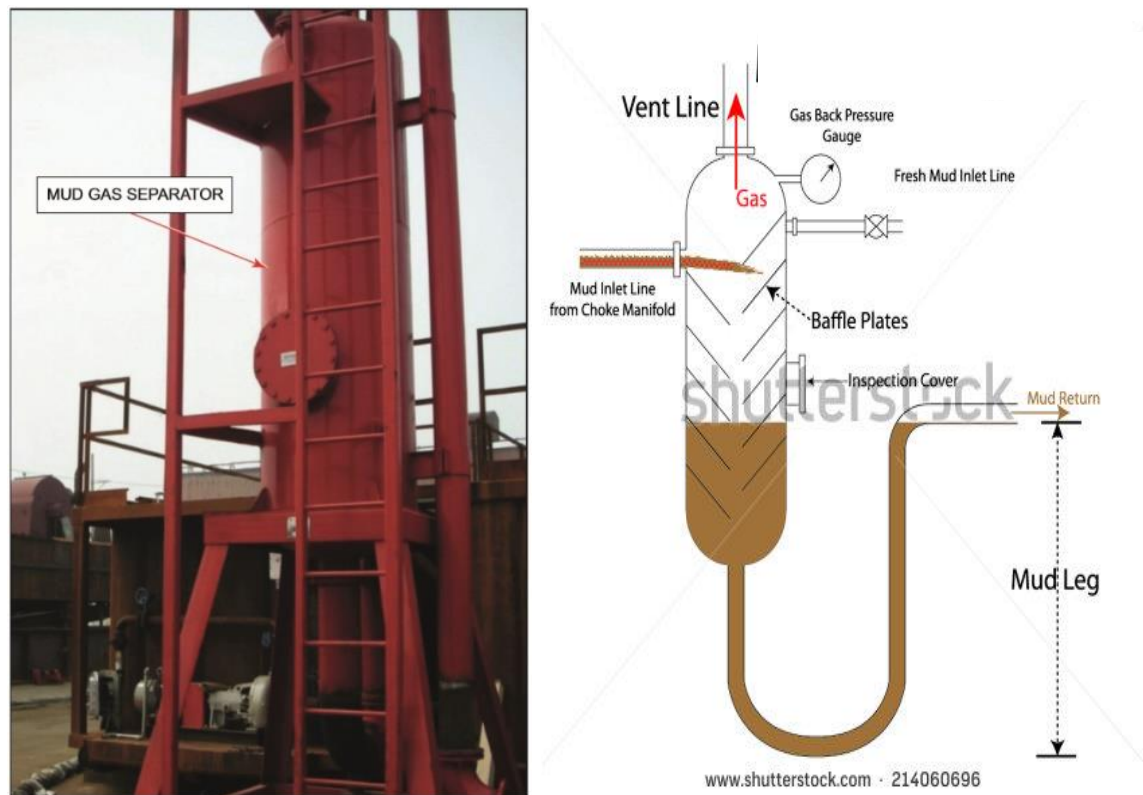 MUD GAS SEPARATOR
Vent Line
Gas Back Pressure
Gauge
Fresh Mud Inlet Line
Gas
Mud Inlet Line
from Choke Manifold
Baffle Plates
Inspection Cover
shutterstock
Mud Return
Mud Leg
www.shutterstock.com · 214060696